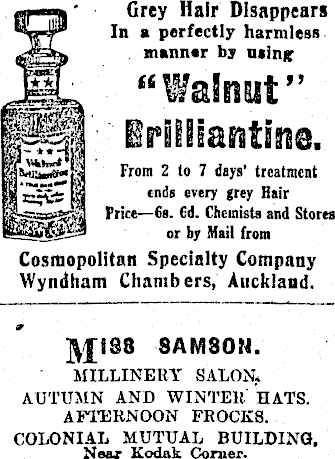 Grey Hair Disappears
In a perfectly harmless
manner by using
"Walnut"
Brilliantine.
Walnut
Brilliantine
From 2 to 7 days' treatment
ends every grey Hair
Price—6s. 6d. Chemists and Stores
or by Mail from
Cosmopolitan Specialty Company
Wyndham Chambers, Auckland.
MISS SAMSON.
MILLINERY SALON,
AUTUMN AND WINTER HATS.
AFTERNOON FROCKS.
COLONIAL MUTUAL BUILDING,
Near Kodak Corner.